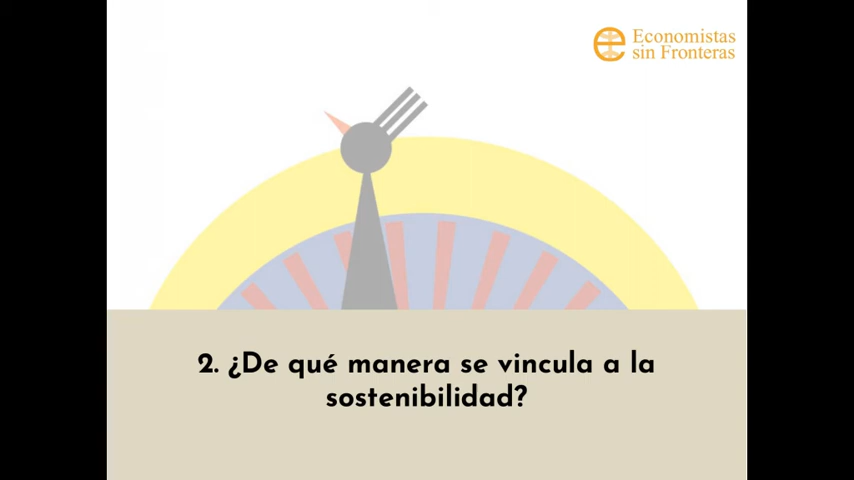 Economistas
sin Fronteras
2. ¿De qué manera se vincula a la
sostenibilidad?